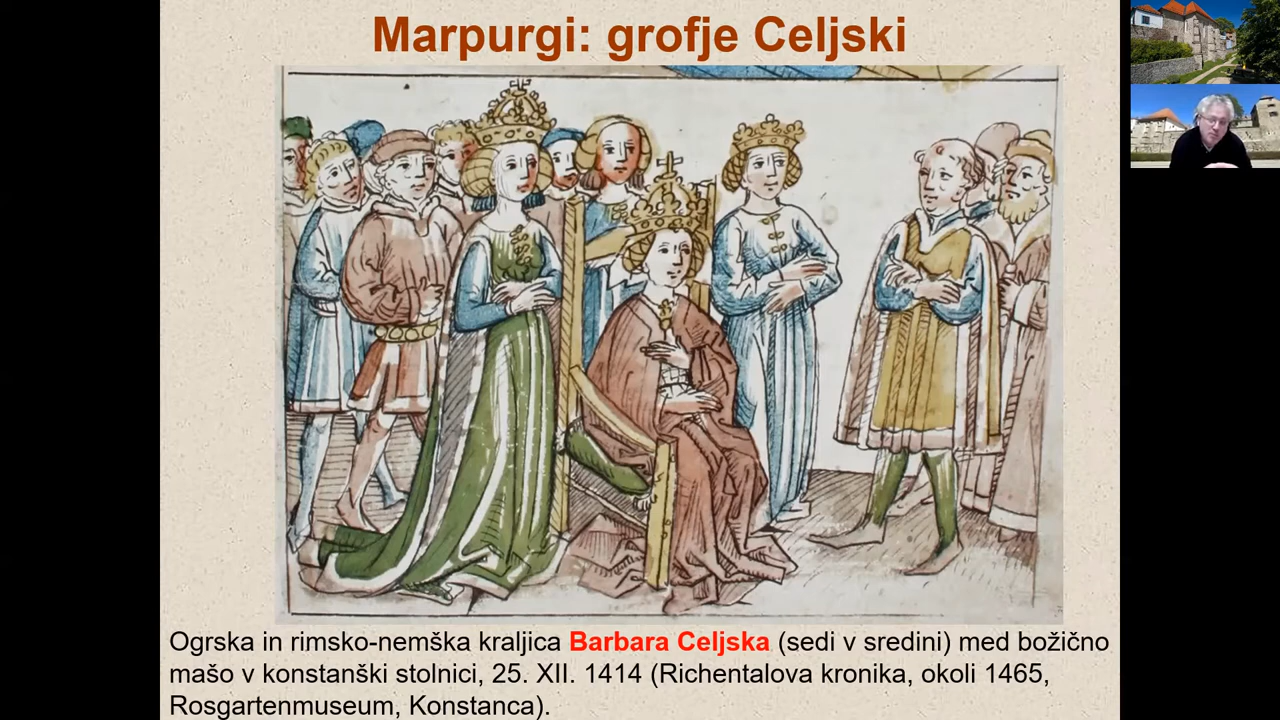 Marpurgi: grofje Celjski
Ogrska in rimsko-nemška kraljica Barbara Celjska (sedi v sredini) med božično
mašo v konstanški stolnici, 25. XII. 1414 (Richentalova kronika, okoli 1465,
Rosgartenmuseum, Konstanca).